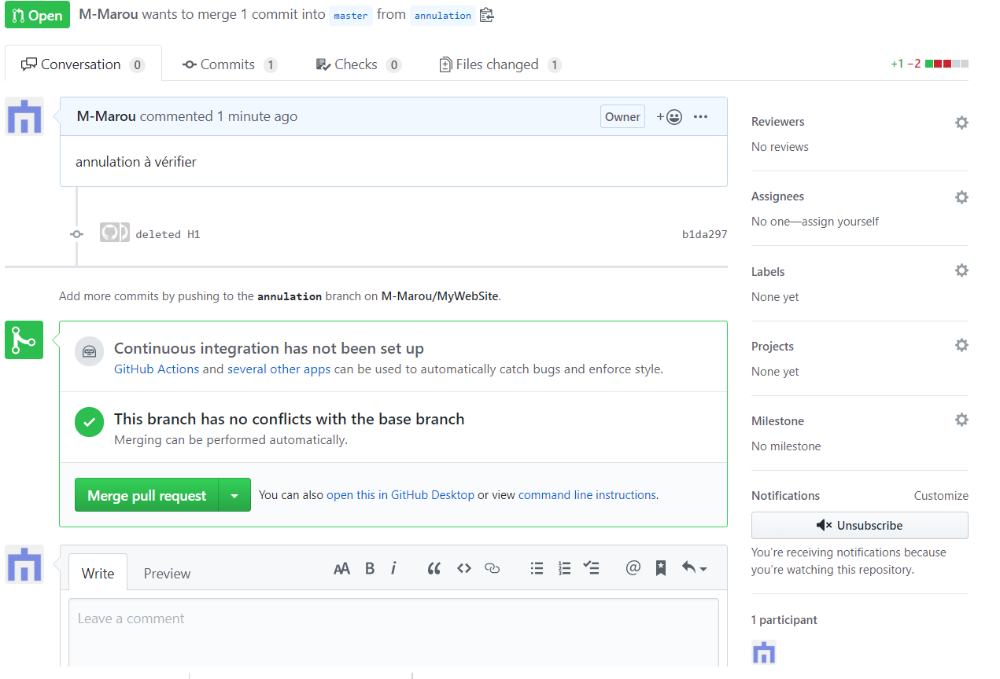 Open M-Marou wants to merge 1 commit into master from annulation
Conversation 0 Commits 1 Checks 0 Files changed 1 +1 −2
M-Marou commented 1 minute ago Owner
annulation à vérifier
deleted H1 b1da297
Add more commits by pushing to the annulation branch on M-Marou/MyWebSite.
Continuous integration has not been set up
GitHub Actions and several other apps can be used to automatically catch bugs and enforce style.
This branch has no conflicts with the base branch
Merging can be performed automatically.
Merge pull request You can also open this in GitHub Desktop or view command line instructions.
Write Preview
Leave a comment
Reviewers
No reviews
Assignees
No one—assign yourself
Labels
None yet
Projects
None yet
Milestone
No milestone
Notifications Customize
Unsubscribe
You're receiving notifications because
you're watching this repository.
1 participant